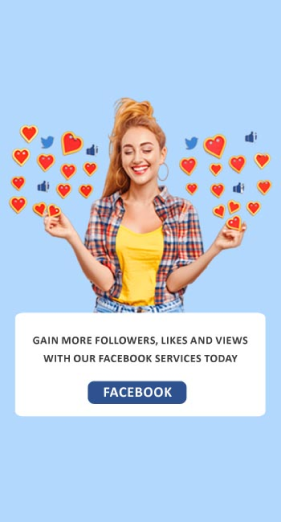 GAIN MORE FOLLOWERS, LIKES AND VIEWS
WITH OUR FACEBOOK SERVICES TODAY
FACEBOOK